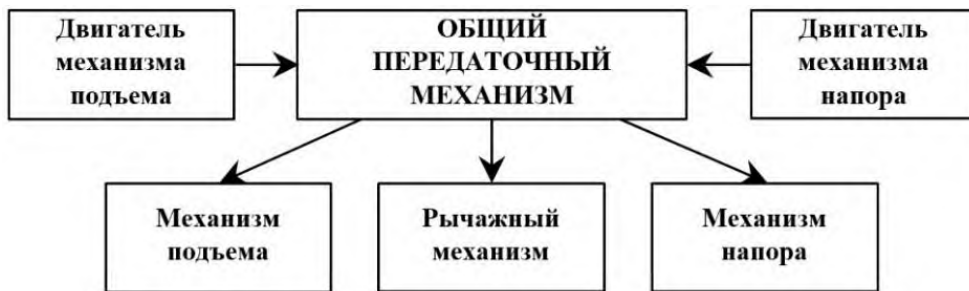 Двигатель
механизма
подъема
ОБЩИЙ
ПЕРЕДАТОЧНЫЙ
МЕХАНИЗМ
Двигатель
механизма
напора
Механизм
подъема
Рычажный
механизм
Механизм
напора